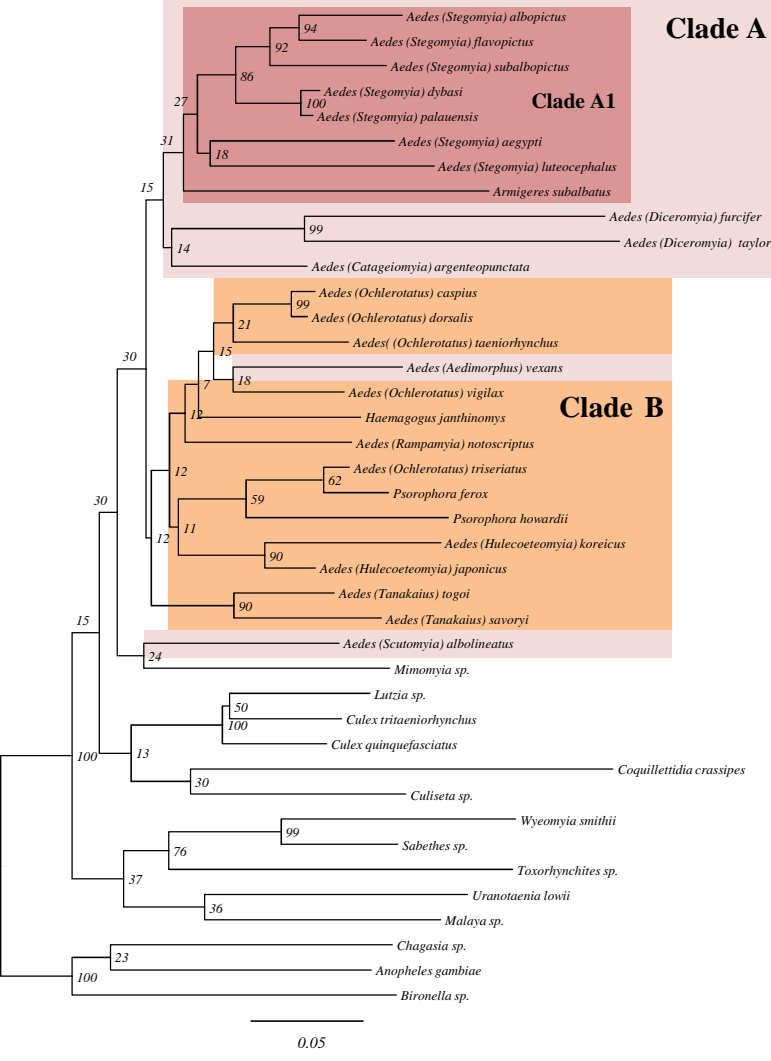 Aedes (Stegomyia) albopictus
Clade A
94
Aedes (Stegomyia) flavopictus
92
Aedes (Stegomyia) subalbopictus
86
Aedes (Stegomyia) dybasi
27
100
Clade A1
Aedes (Stegomyia) palauensis
31
Aedes (Stegomyia) aegypti
18
Aedes (Stegomyia) luteocephalus
15
Armigeres subalbatus
Aedes (Diceromyia) furcifer
99
Aedes (Diceromyia) taylor
14
Aedes (Catageiomyia) argenteopunctata
Aedes (Ochlerotatus) caspius
99
Aedes (Ochlerotatus) dorsalis
21
Aedes( (Ochlerotatus) taeniorhynchus
15
30
Aedes (Aedimorphus) vexans
18
7
Aedes (Ochlerotatus) vigilax
Clade B
12
Haemagogus janthinomys
Aedes (Rampamyia) notoscriptus
12
Aedes (Ochlerotatus) triseriatus
62
Psorophora ferox
59
30
Psorophora howardii
11
12
Aedes (Hulecoeteomyia) koreicus
90
Aedes (Hulecoeteomyia) japonicus
Aedes (Tanakaius) togoi
90
15
Aedes (Tanakaius) savoryi
Aedes (Scutomyia) albolineatus
24
Mimomyia sp.
Lutzia sp.
50
Culex tritaeniorhynchus
100
Culex quinquefasciatus
13
100
Coquillettidia crassipes
30
Culiseta sp.
Wyeomyia smithii
99
Sabethes sp.
76
Toxorhynchites sp.
37
Uranotaenia lowii
36
Malaya sp.
Chagasia sp.
23
Anopheles gambiae
100
Bironella sp.
0.05